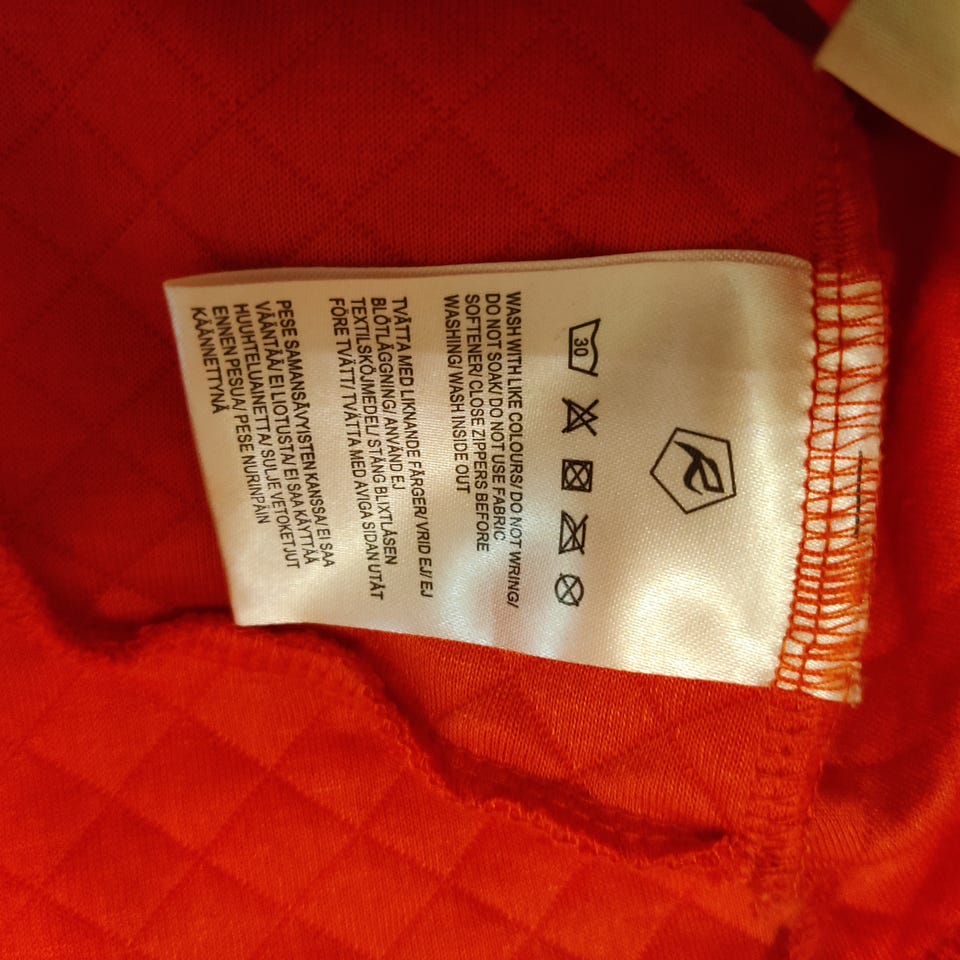 30
WASH WITH LIKE COLOURS/ DO NOT WRING/
DO NOT SOAK/ DO NOT USE FABRIC
SOFTENER/ CLOSE ZIPPERS BEFORE
WASHING/ WASH INSIDE OUT
TVÄTTA MED LIKNANDE FÄRGER/ VRID EJ/ EJ
BLÖTLÄGGNING/ ANVÄND EJ
TEXTILSKÖJMEDEL/ STÄNG BLIXTLÅSEN
FÖRE TVÄTT/ TVÄTTA MED AVIGA SIDAN UTÅT
PESE SAMANSÄVYISTEN KANSSA/ EI SAA
VÄÄNTÄÄ/ EI LIOTUSTA/ EI SAA KÄYTTÄÄ
HUUHTELUAINETTA/ SULJE VETOKETJUT
ENNEN PESUA/ PESE NURINPÄIN
KÄÄNNETTYNÄ